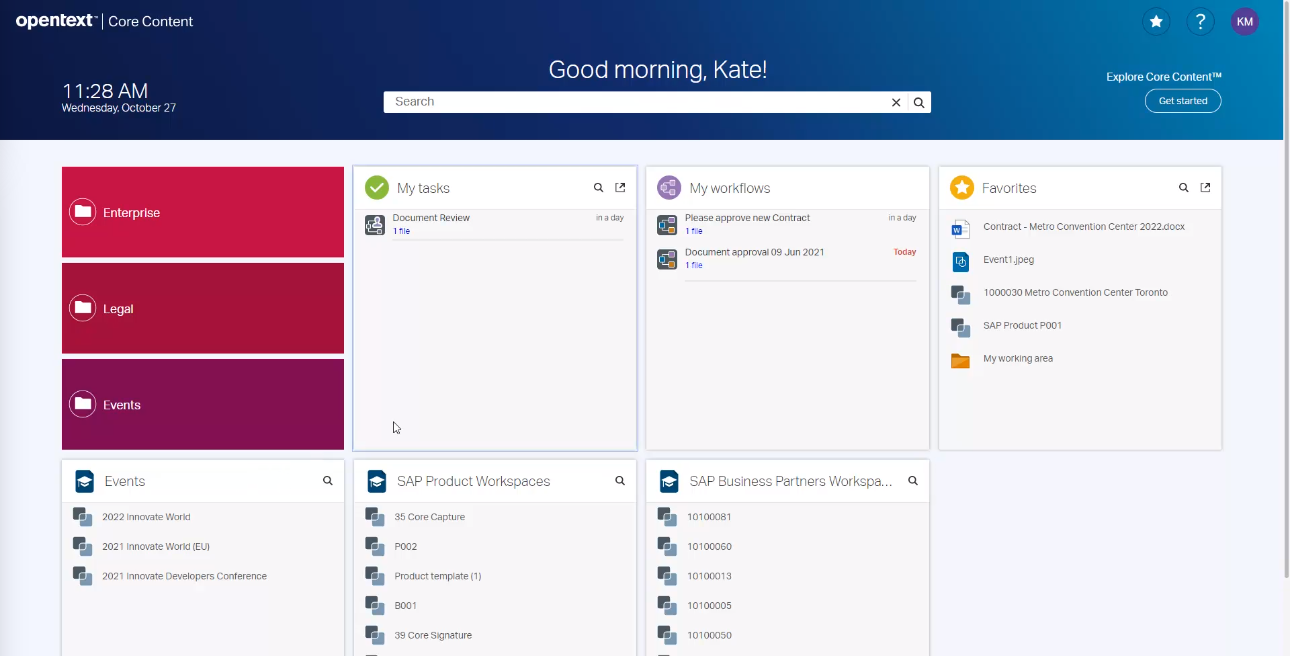 opentext™ | Core Content
KM
Good morning, Kate!
11:28 AM
Wednesday, October 27
Search
Explore Core Content™
Get started
Enterprise
Legal
Events
My tasks
Document Review
in a day
1 file
My workflows
Please approve new Contract
in a day
1 file
Document approval 09 Jun 2021
Today
1 file
Favorites
Contract - Metro Convention Center 2022.docx
Event1.jpeg
1000030 Metro Convention Center Toronto
SAP Product P001
My working area
Events
2022 Innovate World
2021 Innovate World (EU)
2021 Innovate Developers Conference
SAP Product Workspaces
35 Core Capture
P002
Product template (1)
B001
39 Core Signature
SAP Business Partners Workspa...
10100081
10100060
10100013
10100005
10100050